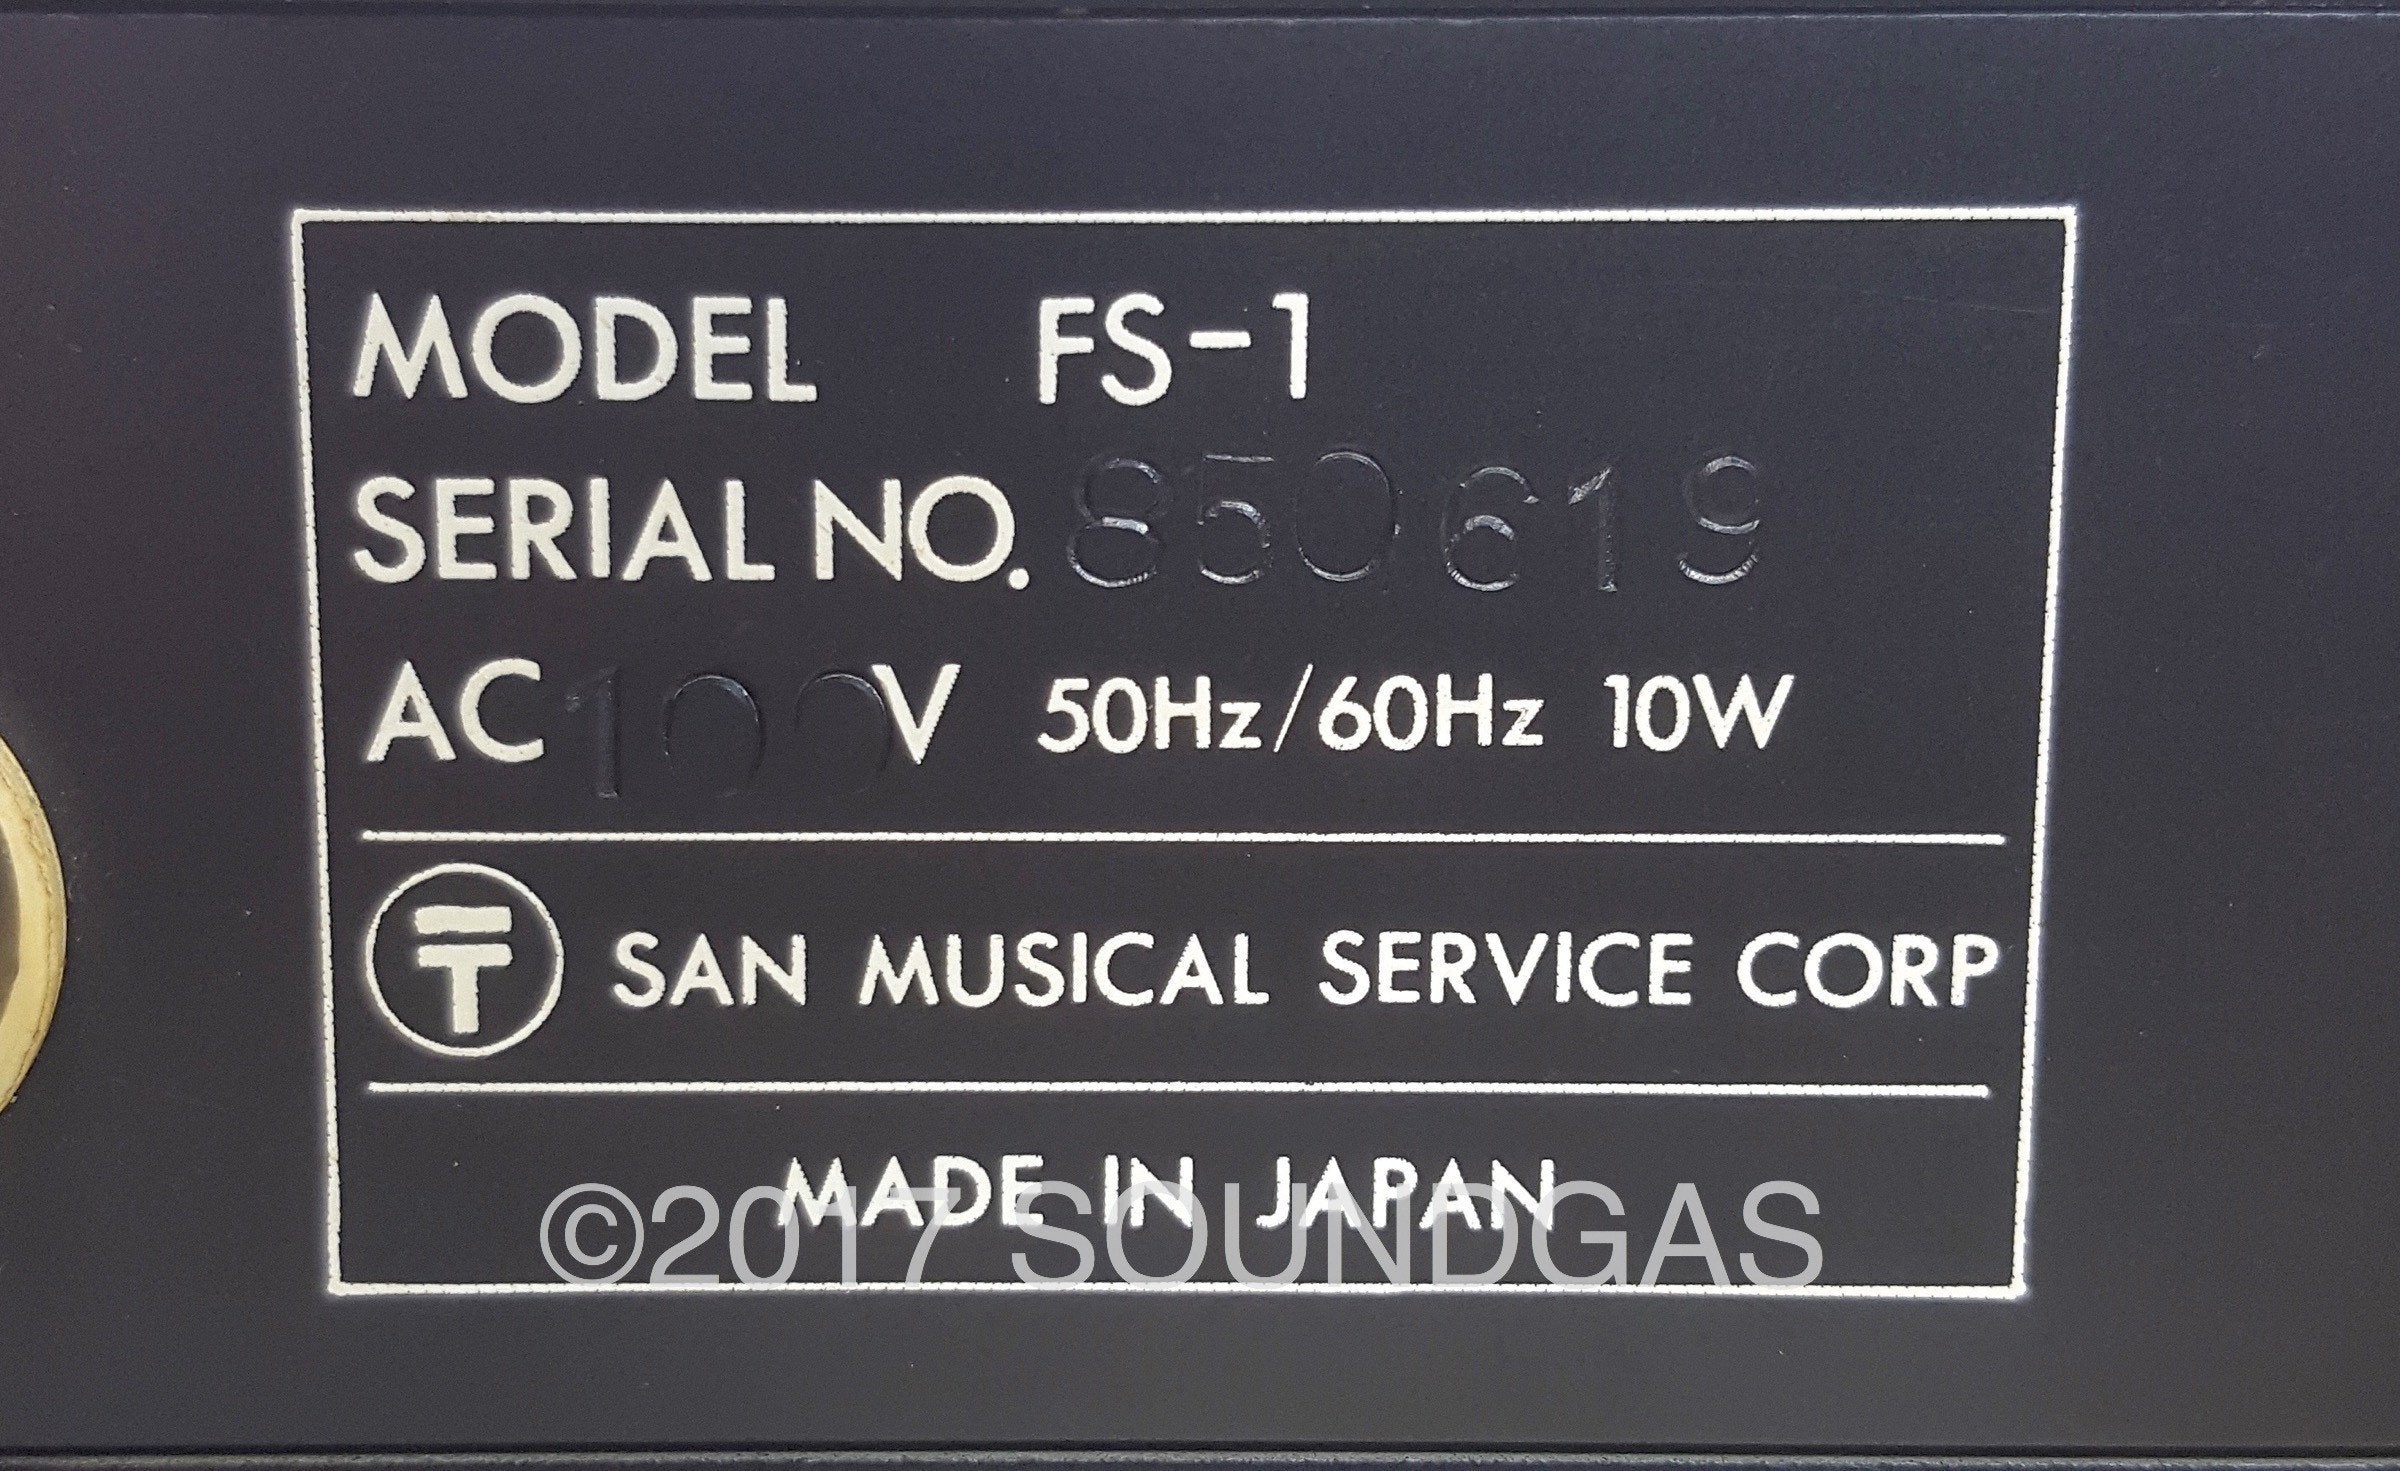 MODEL FS-1
SERIAL NO. 850619
AC 100V 50Hz/60Hz 10W
SAN MUSICAL SERVICE CORP
MADE IN JAPAN
©2017 SOUNDGAS